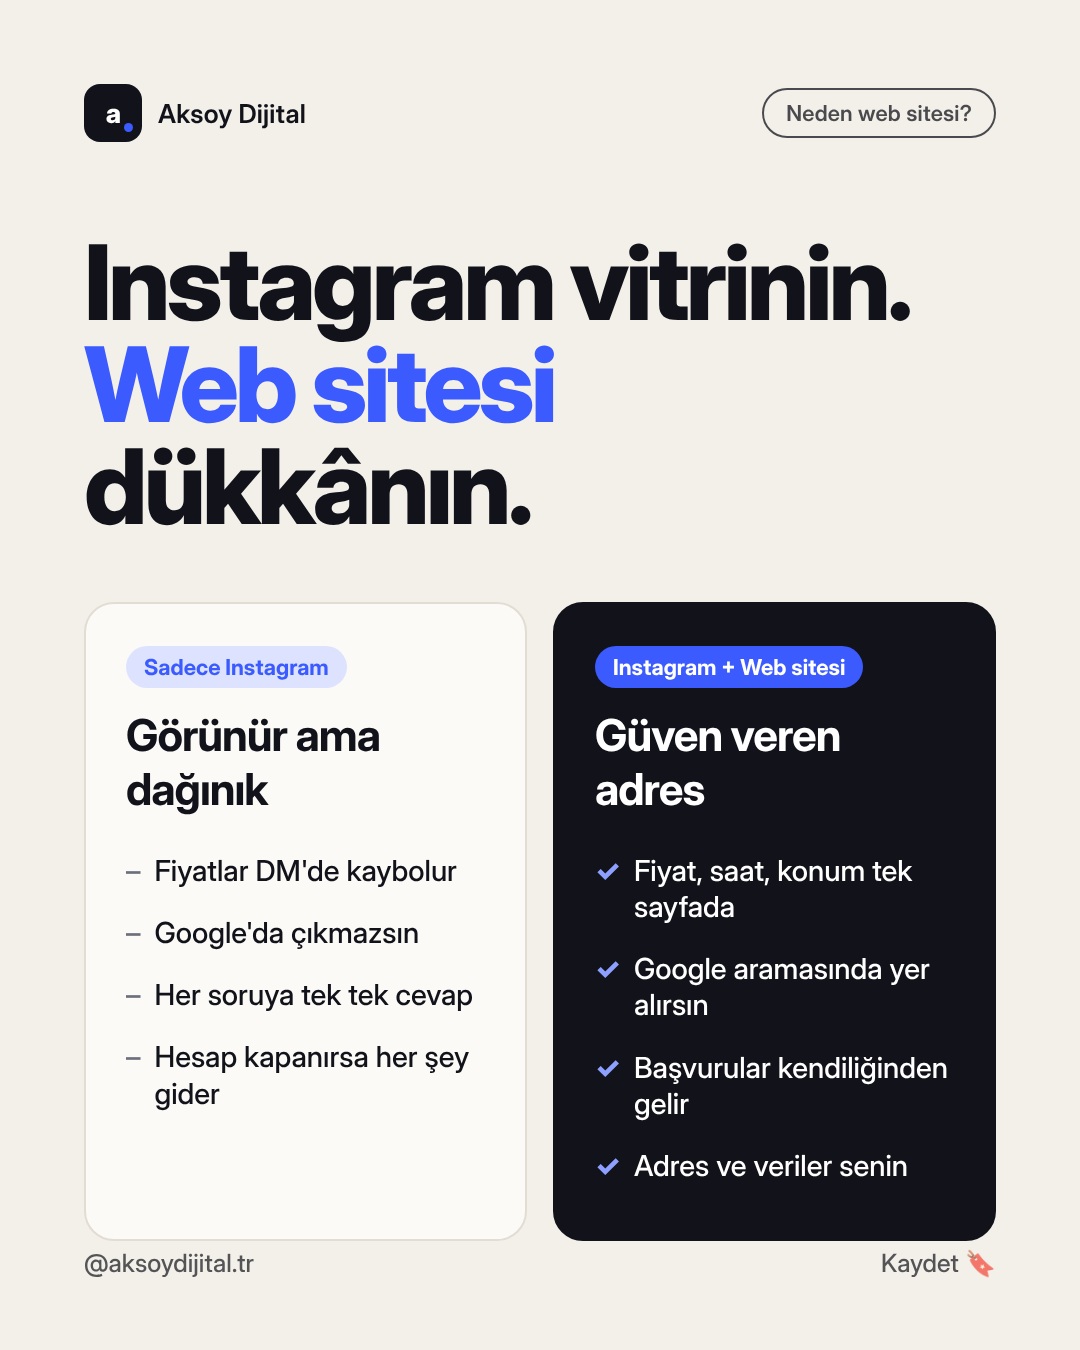 a
Aksoy Dijital
Neden web sitesi?
Instagram vitrinin.
Web sitesi
dükkânın.
Sadece Instagram
Görünür ama
dağınık
– Fiyatlar DM'de kaybolur
– Google'da çıkmazsın
– Her soruya tek tek cevap
– Hesap kapanırsa her şey
gider
Instagram + Web sitesi
Güven veren
adres
✓ Fiyat, saat, konum tek
sayfada
✓ Google aramasında yer
alırsın
✓ Başvurular kendiliğinden
gelir
✓ Adres ve veriler senin
@aksoydijital.tr
Kaydet 🔖